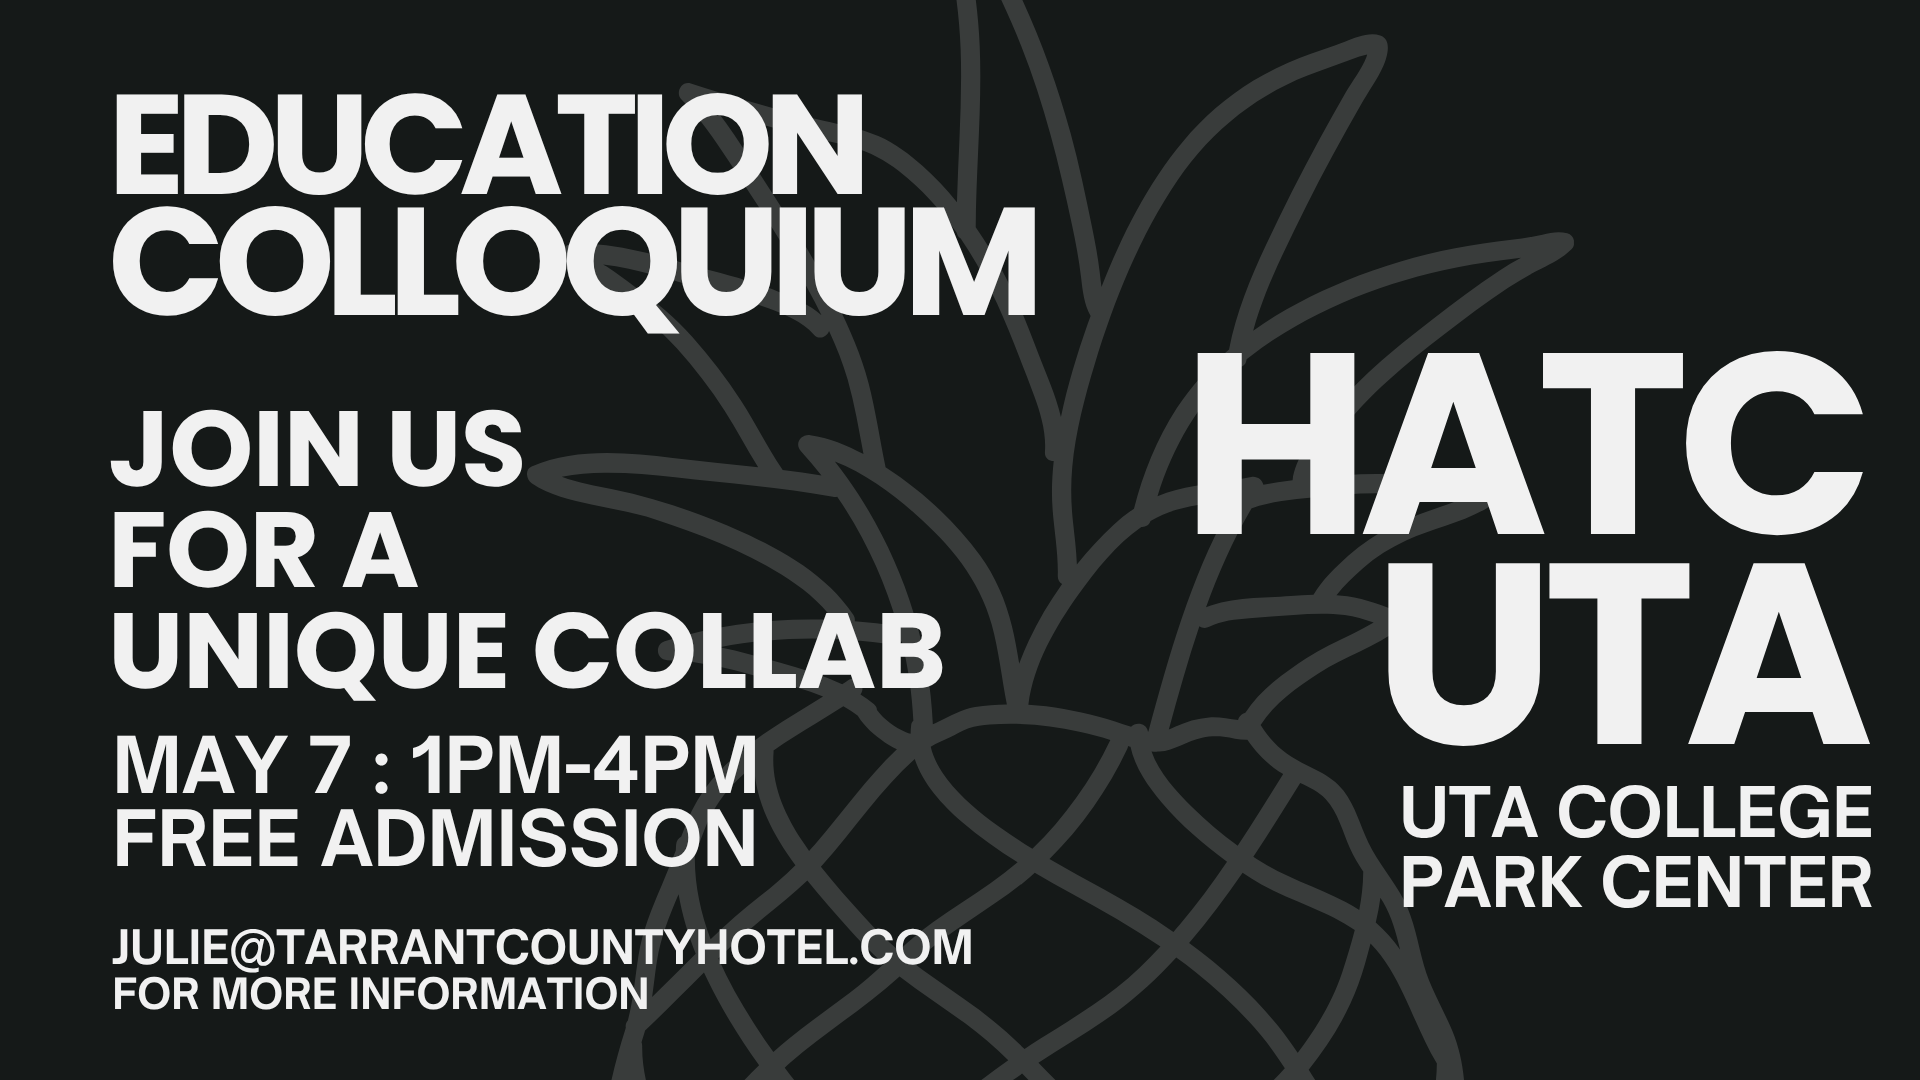 EDUCATION
COLLOQUIUM
JOIN US
FOR A
UNIQUE COLLAB
MAY 7 : 1PM-4PM
FREE ADMISSION
JULIE@TARRANTCOUNTYHOTEL.COM
FOR MORE INFORMATION
HATC
UTA
UTA COLLEGE
PARK CENTER